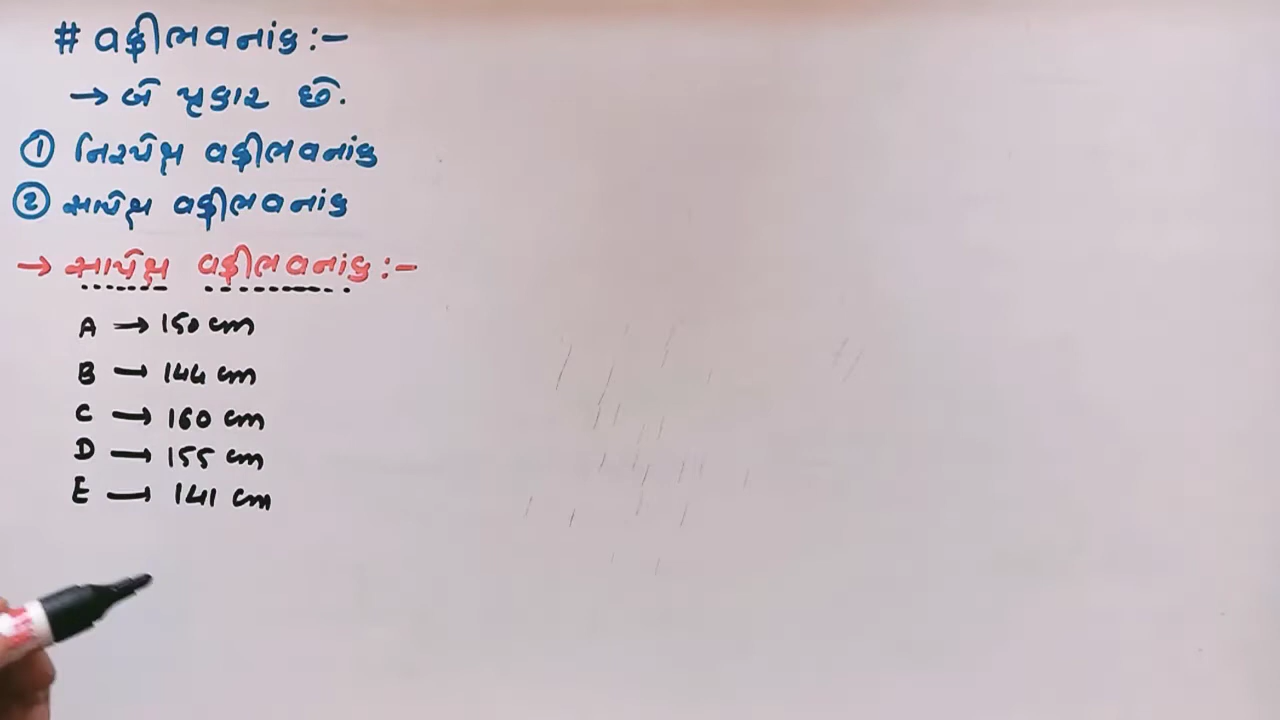 # વક્રીભવનાંક :-
→ બે પ્રકાર છે.
① નિરપેક્ષ વક્રીભવનાંક
② સાપેક્ષ વક્રીભવનાંક
→ સાપેક્ષ વક્રીભવનાંક :-
A → 150 cm
B → 144 cm
C → 160 cm
D → 155 cm
E → 141 cm